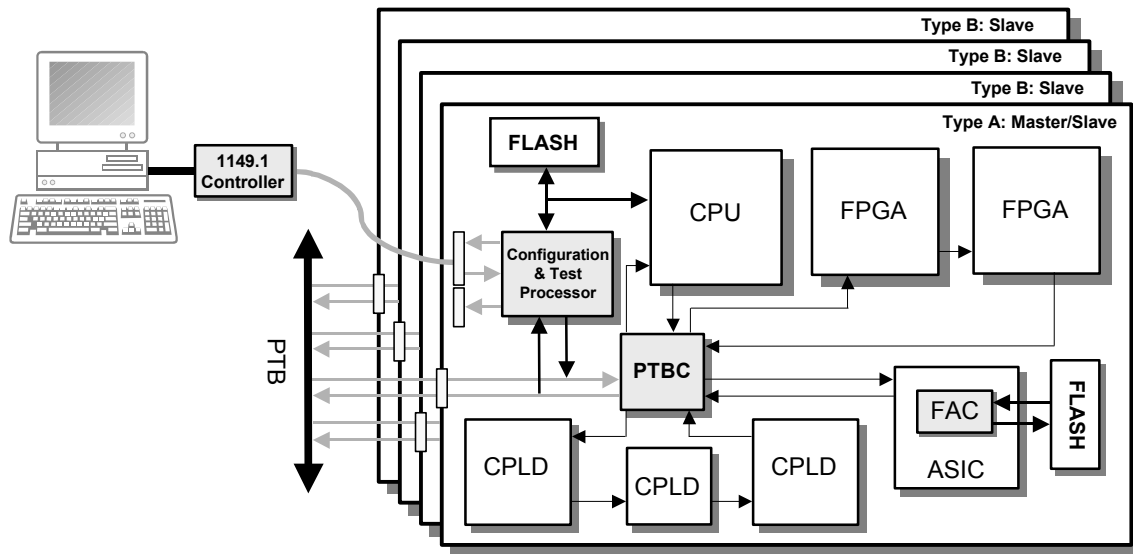 Type B: Slave
Type B: Slave
Type B: Slave
Type A: Master/Slave
1149.1
Controller
FLASH
CPU
FPGA
FPGA
Configuration
& Test
Processor
PTB
PTBC
FAC
ASIC
FLASH
CPLD
CPLD
CPLD